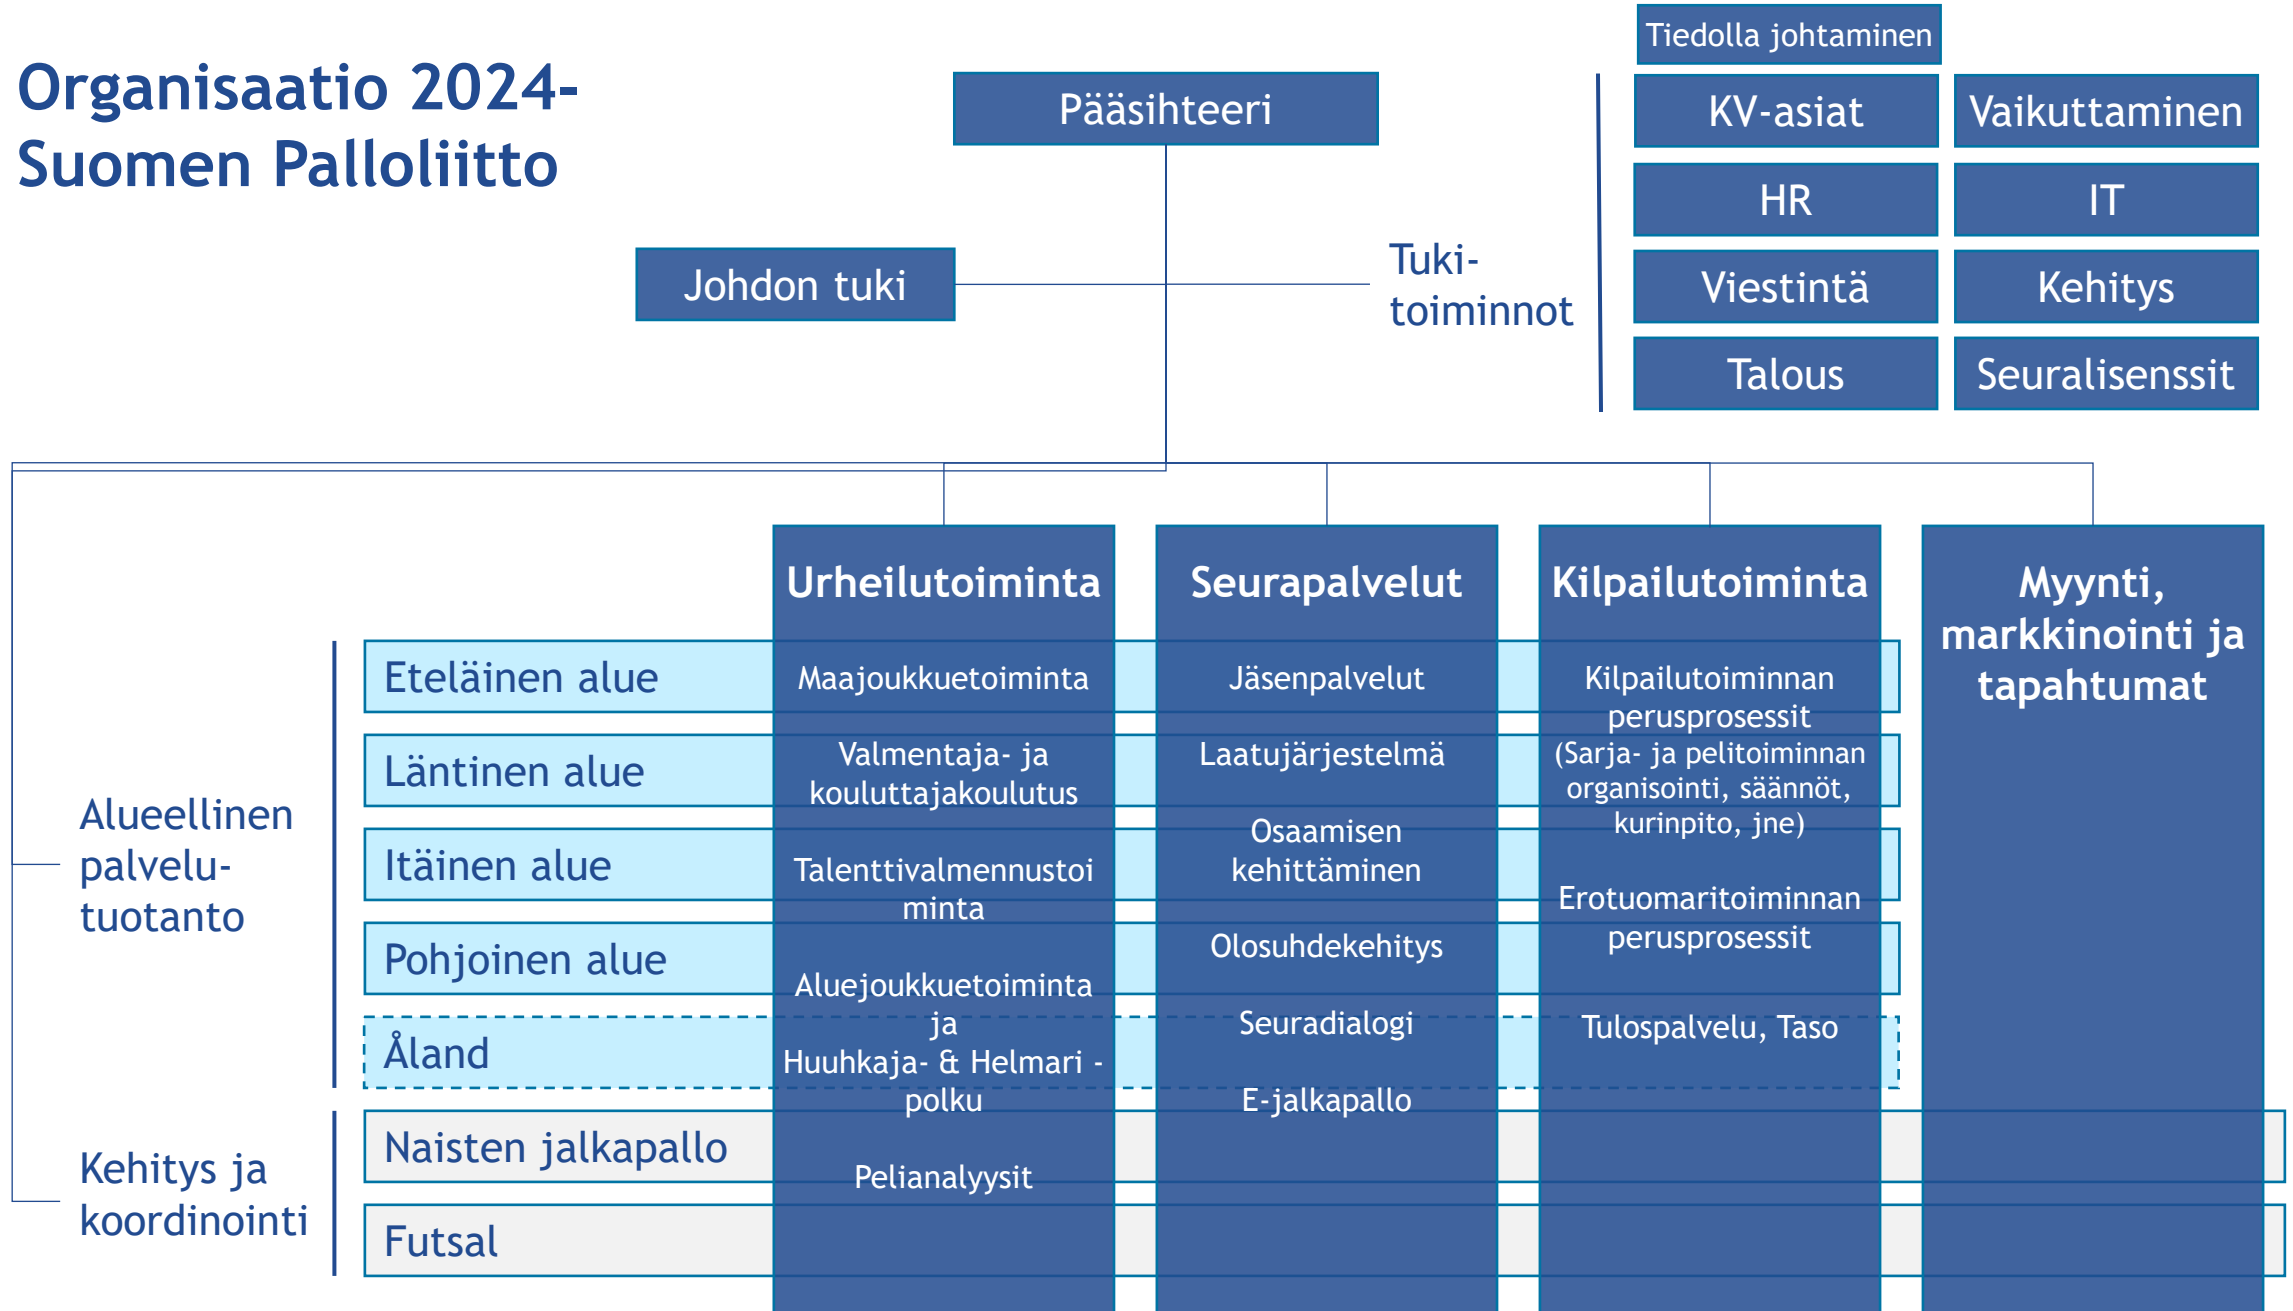 Organisaatio 2024-
Suomen Palloliitto
Pääsihteeri
Johdon tuki
Tuki-
toiminnot
Tiedolla johtaminen
KV-asiat
Vaikuttaminen
HR
IT
Viestintä
Kehitys
Talous
Seuralisenssit
Alueellinen
palvelu-
tuotanto
Eteläinen alue
Läntinen alue
Itäinen alue
Pohjoinen alue
Åland
Kehitys ja
koordinointi
Naisten jalkapallo
Futsal
Urheilutoiminta
Maajoukkuetoiminta
Valmentaja- ja
kouluttajakoulutus
Talenttivalmennustoi
minta
Aluejoukkuetoiminta
ja
Huuhkaja- & Helmari -
polku
Pelianalyysit
Seurapalvelut
Jäsenpalvelut
Laatujärjestelmä
Osaamisen
kehittäminen
Olosuhdekehitys
Seuradialogi
E-jalkapallo
Kilpailutoiminta
Kilpailutoiminnan
perusprosessit
(Sarja- ja pelitoiminnan
organisointi, säännöt,
kurinpito, jne)
Erotuomaritoiminnan
perusprosessit
Tulospalvelu, Taso
Myynti,
markkinointi ja
tapahtumat